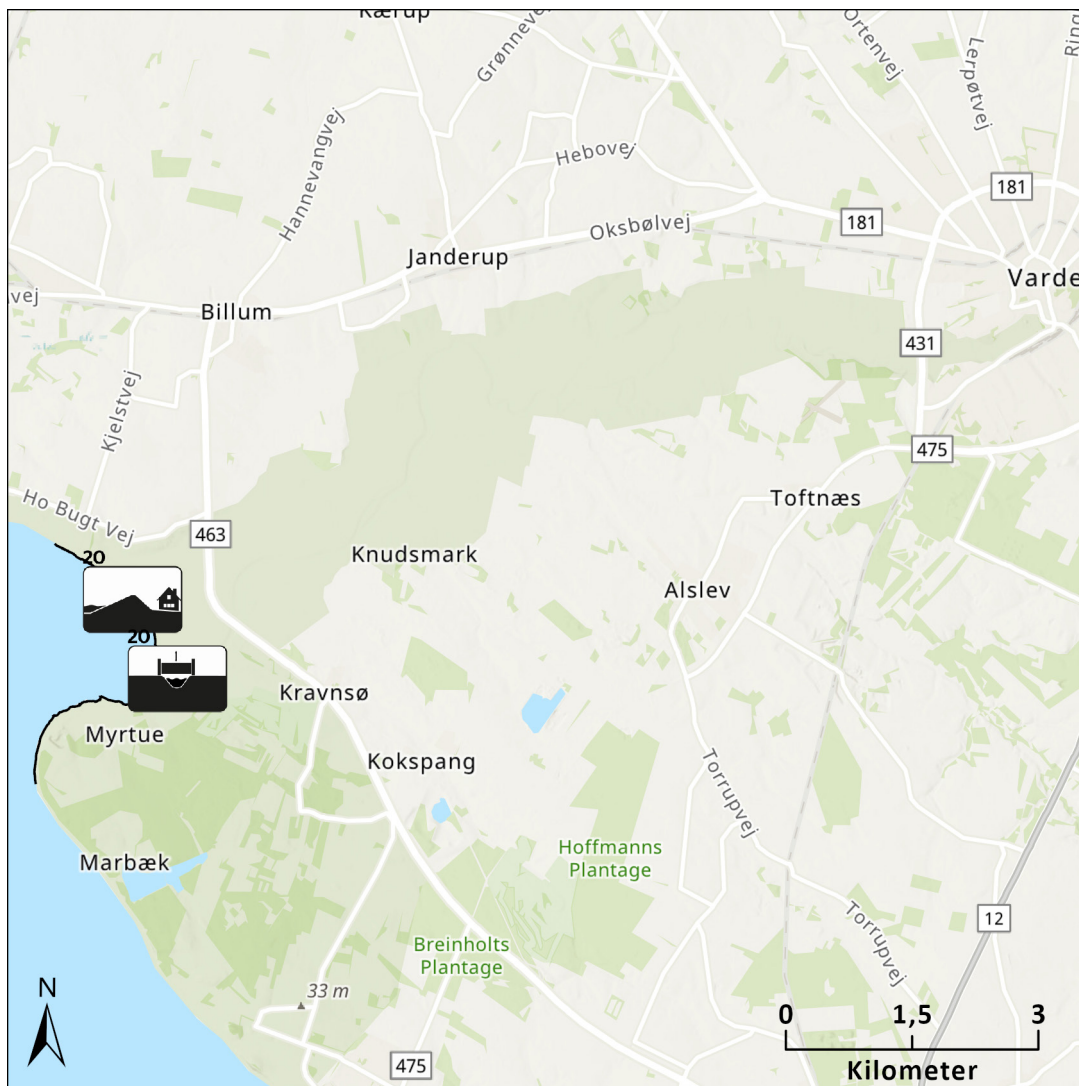 Kærup
Grønnevej
Ortenvej
Lerpøtvej
Ring
Hannevangvej
Hebovej
181
Oksbølvej
181
Janderup
Varde
vej
Billum
431
Kjelstvej
475
Ho Bugt Vej
Toftnæs
463
20
Knudsmark
Alslev
20
Kravnsø
Myrtue
Kokspang
Torrupvej
Marbæk
Hoffmanns
Plantage
12
Torrupvej
Breinholts
Plantage
N
33 m
0 1,5 3
475
Kilometer